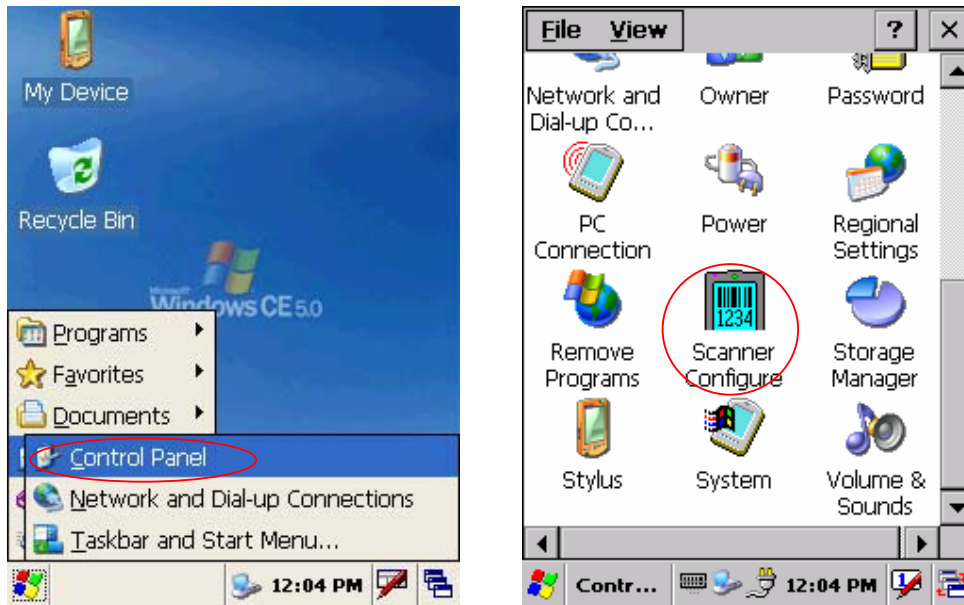 My Device
Recycle Bin
Microsoft
Windows CE 5.0
Programs
Favorites
Documents
Control Panel
Network and Dial-up Connections
Taskbar and Start Menu...
12:04 PM
File View ? ×
Network and Dial-up Co...
Owner
Password
PC Connection
Power
Regional Settings
1234
Remove Programs
Scanner Configure
Storage Manager
Stylus
System
Volume & Sounds
Contr... 12:04 PM